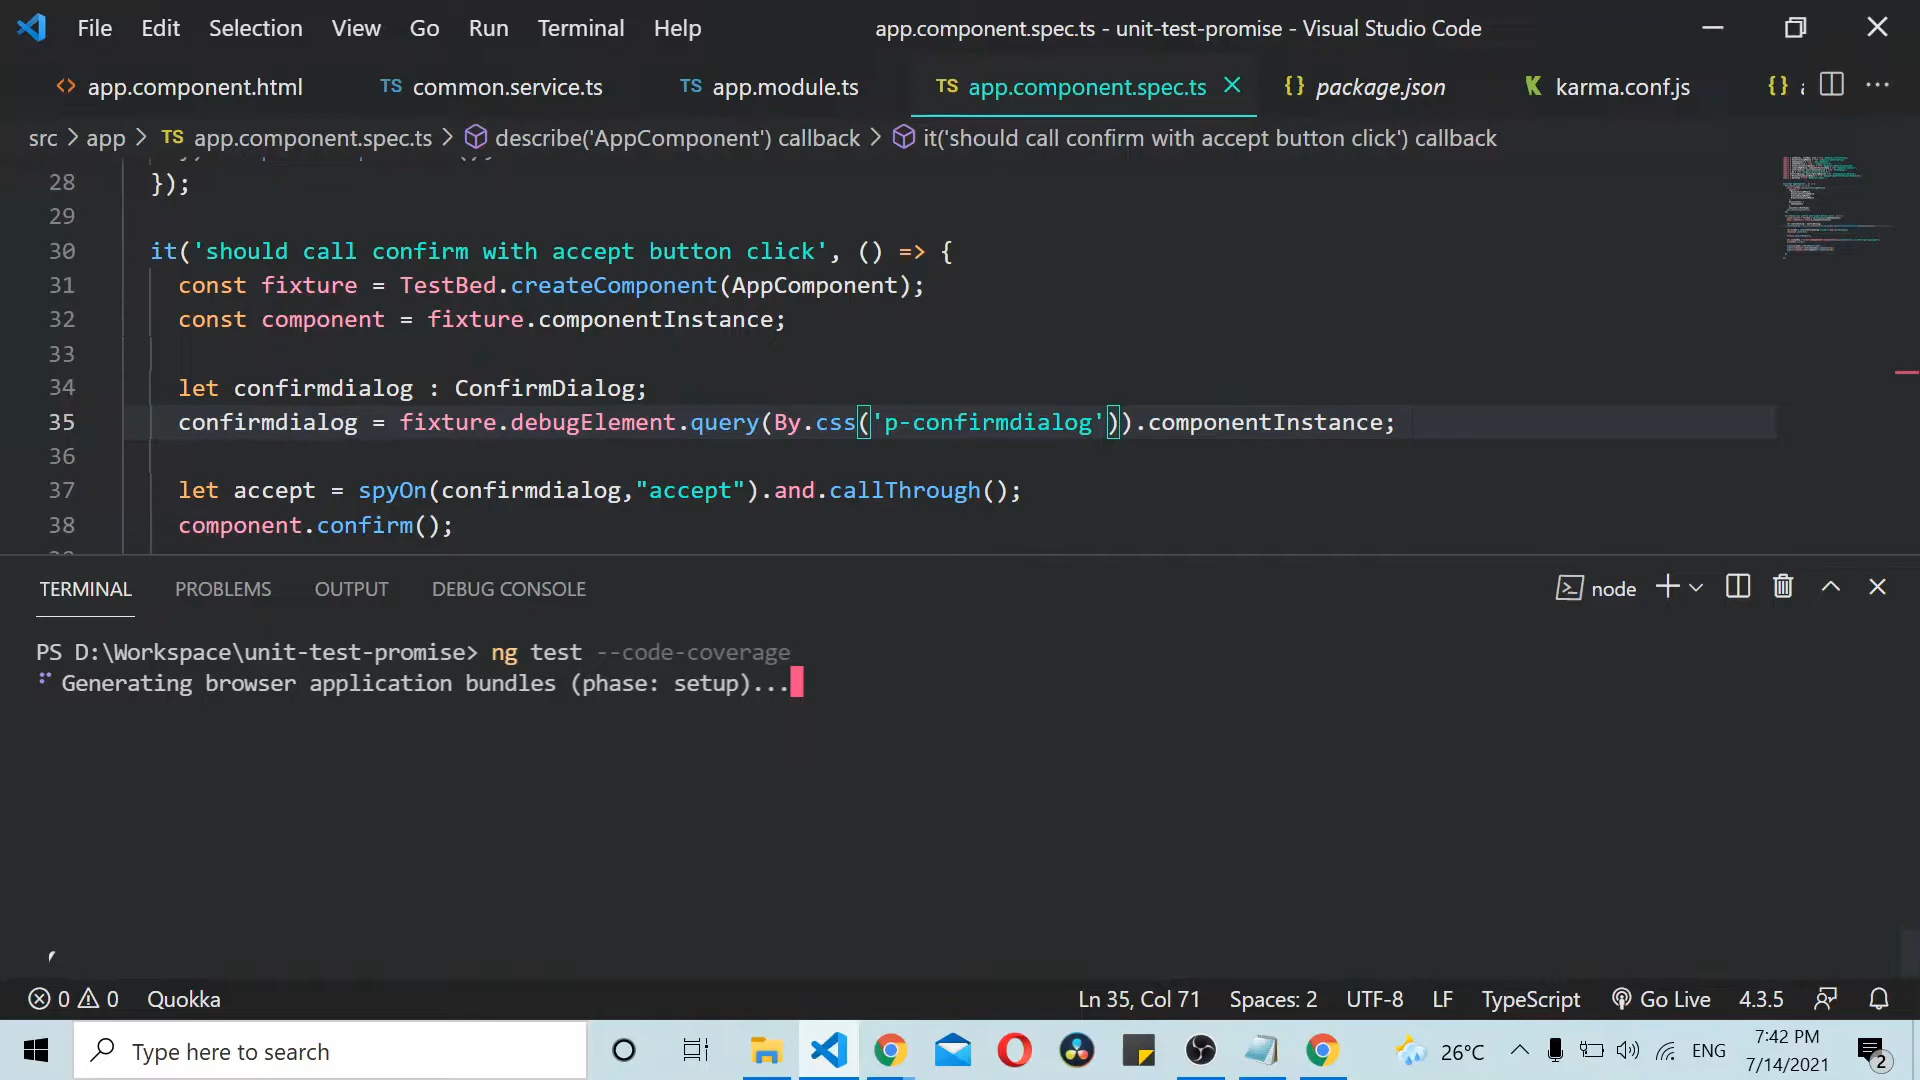 File Edit Selection View Go Run Terminal Help app.component.spec.ts - unit-test-promise - Visual Studio Code
<> app.component.html TS common.service.ts TS app.module.ts TS app.component.spec.ts {} package.json K karma.conf.js {}
src > app > TS app.component.spec.ts > describe('AppComponent') callback > it('should call confirm with accept button click') callback
28 });
29
30 it('should call confirm with accept button click', () => {
31 const fixture = TestBed.createComponent(AppComponent);
32 const component = fixture.componentInstance;
33
34 let confirmdialog : ConfirmDialog;
35 confirmdialog = fixture.debugElement.query(By.css('p-confirmdialog')).componentInstance;
36
37 let accept = spyOn(confirmdialog,"accept").and.callThrough();
38 component.confirm();
TERMINAL PROBLEMS OUTPUT DEBUG CONSOLE node
PS D:\Workspace\unit-test-promise> ng test --code-coverage
Generating browser application bundles (phase: setup)...
0 0 Quokka Ln 35, Col 71 Spaces: 2 UTF-8 LF TypeScript Go Live 4.3.5
Type here to search 26°C ENG 7:42 PM
7/14/2021 2